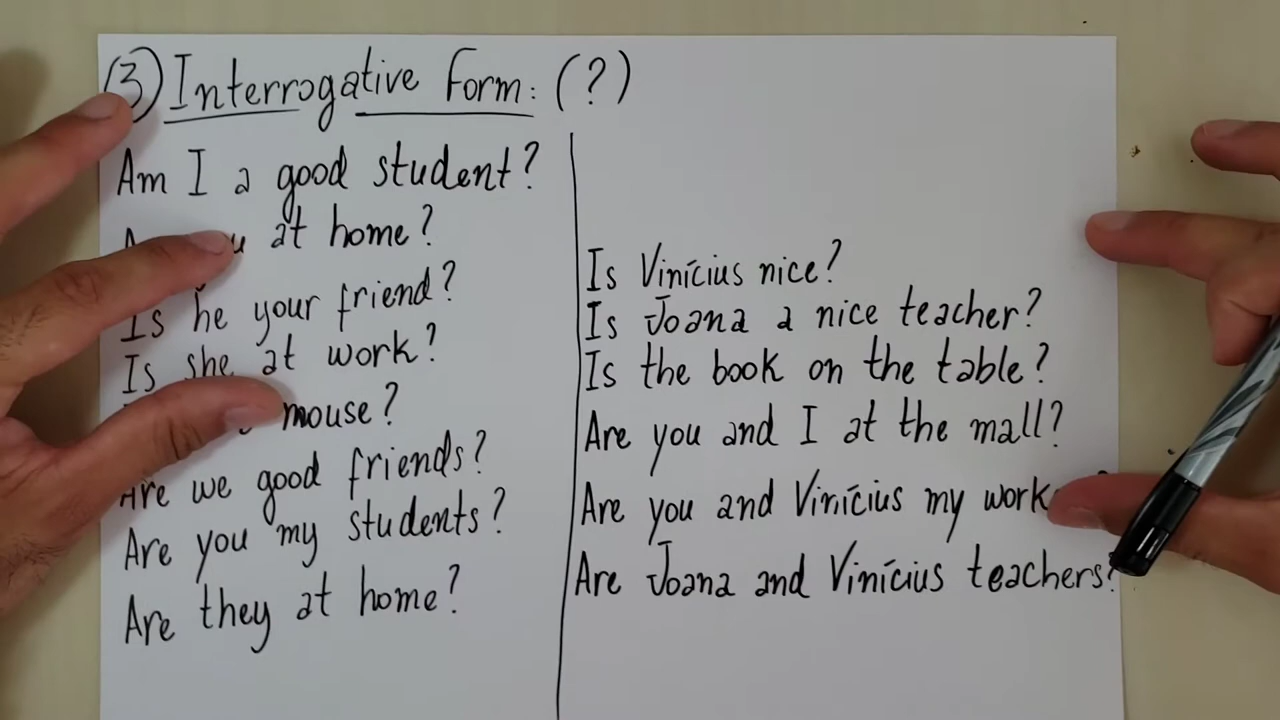 (3) Interrogative Form: (?)
Am I a good student?
at home?
Is he your friend?
Is she at work?
mouse?
Are we good friends?
Are you my students?
Are they at home?
Is Vinícius nice?
Is Joana a nice teacher?
Is the book on the table?
Are you and I at the mall?
Are you and Vinícius my
Are Joana and Vinícius teachers?